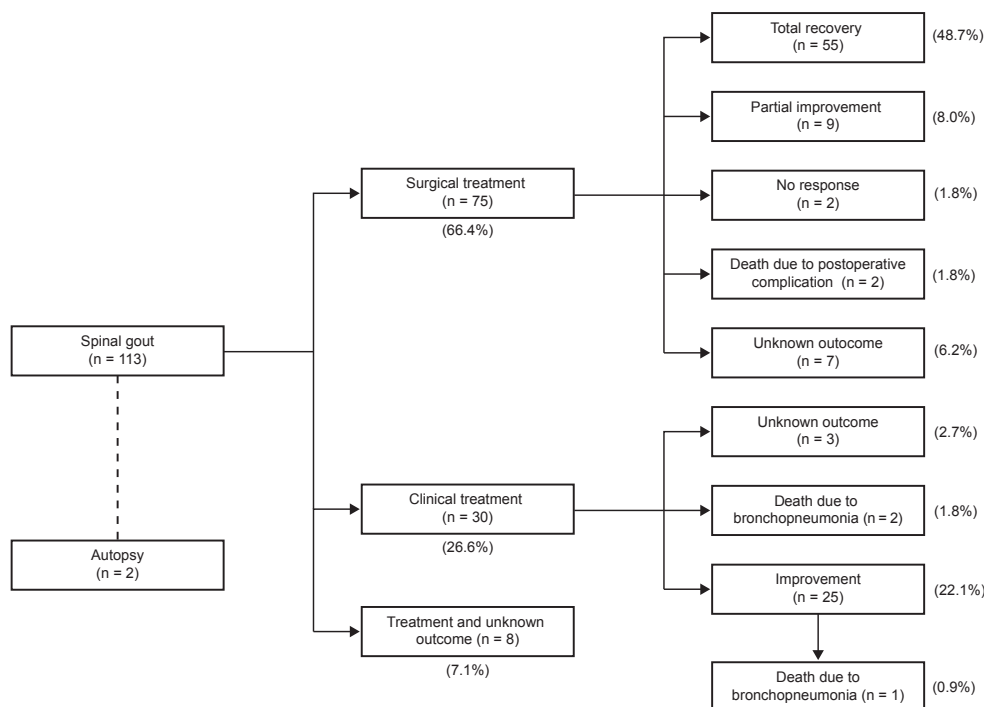 Total recovery
(n = 55)
(48.7%)
Partial improvement
(n = 9)
(8.0%)
Surgical treatment
(n = 75)
(66.4%)
No response
(n = 2)
(1.8%)
Death due to postoperative
complication (n = 2)
(1.8%)
Spinal gout
(n = 113)
Unknown outocome
(n = 7)
(6.2%)
Unknown outcome
(n = 3)
(2.7%)
Clinical treatment
(n = 30)
(26.6%)
Death due to
bronchopneumonia (n = 2)
(1.8%)
Autopsy
(n = 2)
Improvement
(n = 25)
(22.1%)
Treatment and unknown
outcome (n = 8)
(7.1%)
Death due to
bronchopneumonia (n = 1)
(0.9%)